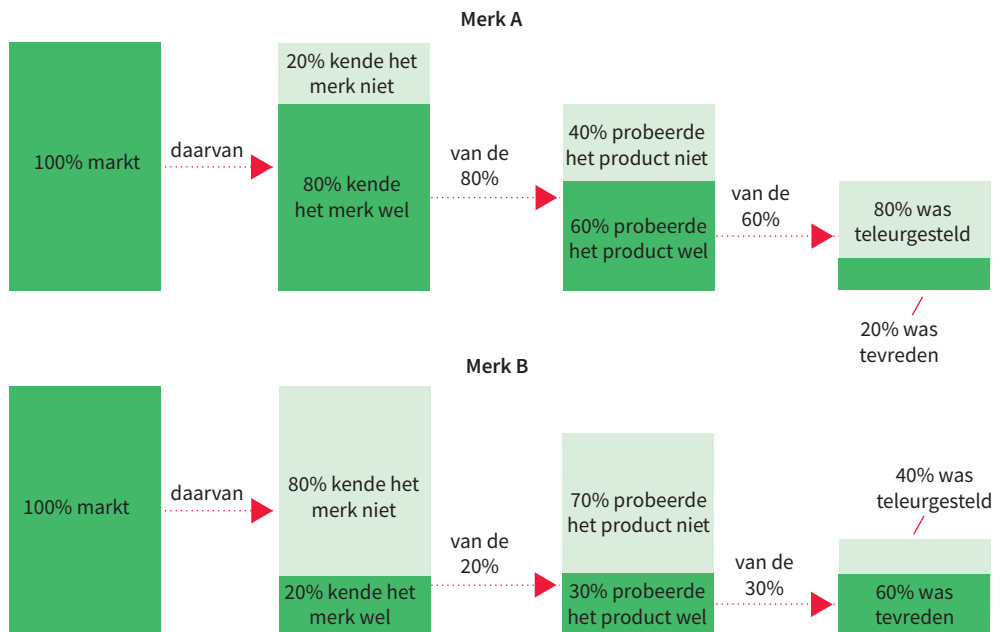 Merk A
100% markt
daarvan
20% kende het
merk niet
80% kende
het merk wel
van de
80%
40% probeerde
het product niet
60% probeerde
het product wel
van de
60%
80% was
teleurgesteld
20% was
tevreden
Merk B
100% markt
daarvan
80% kende het
merk niet
20% kende het
merk wel
van de
20%
70% probeerde
het product niet
30% probeerde
het product wel
van de
30%
40% was
teleurgesteld
60% was
tevreden